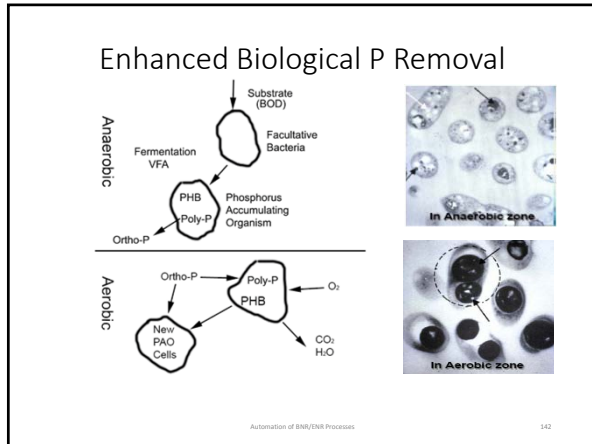 Enhanced Biological P Removal
Anaerobic
Substrate
(BOD)
Facultative
Bacteria
Fermentation
VFA
PHB
Poly-P
Phosphorus
Accumulating
Organism
Ortho-P
Aerobic
Ortho-P
Poly-P
PHB
O₂
New
PAO
Cells
CO₂
H₂O
In Anaerobic zone
In Aerobic zone
Automation of BNR/ENR Processes
142